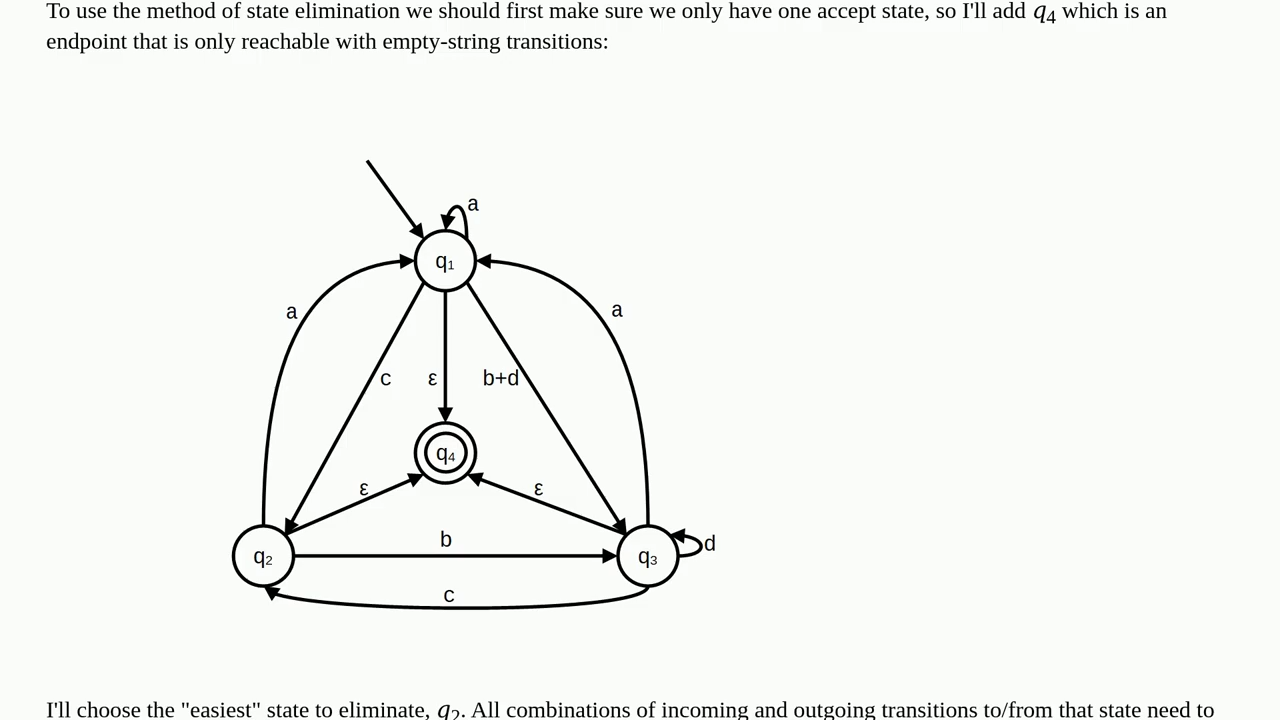 To use the method of state elimination we should first make sure we only have one accept state, so I'll add q₄ which is an
endpoint that is only reachable with empty-string transitions:
a
q₁
a
a
c
ε
b+d
q₄
ε
ε
b
d
q₂
q₃
c
I'll choose the "easiest" state to eliminate, q₂. All combinations of incoming and outgoing transitions to/from that state need to